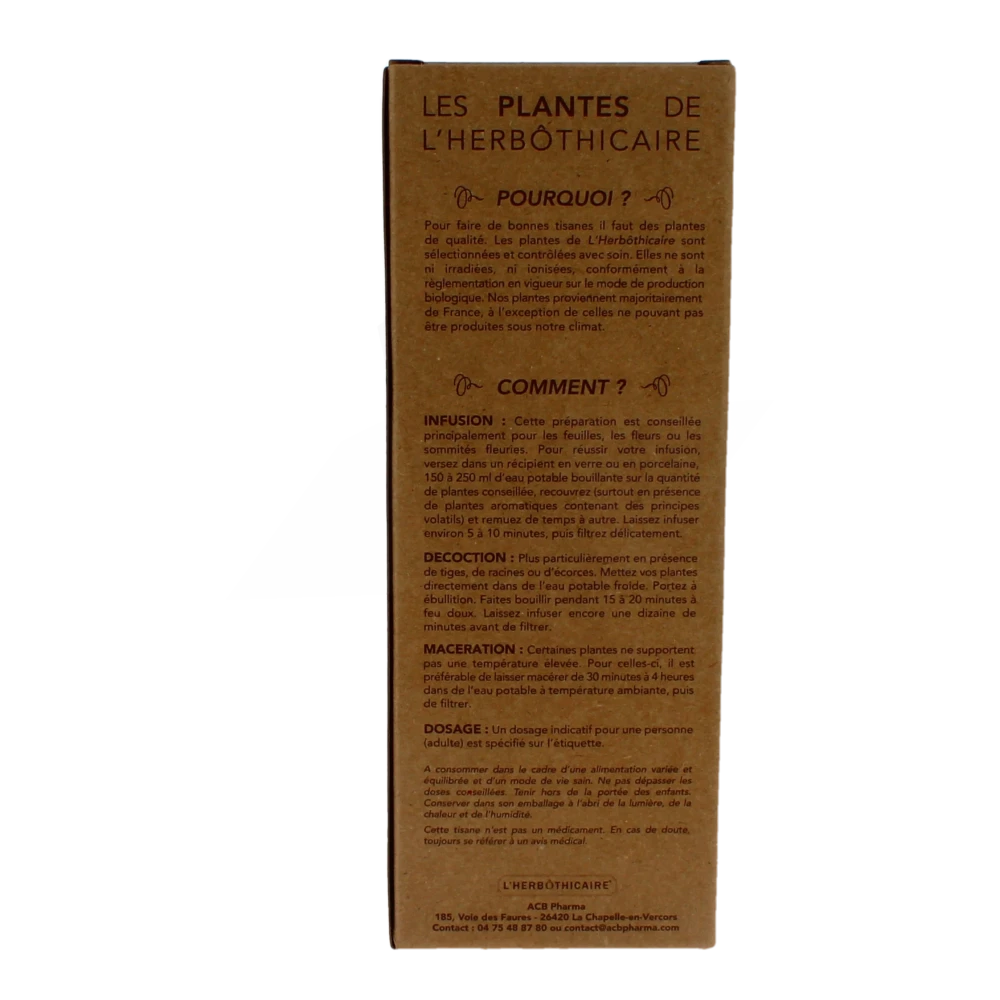 LES PLANTES DE
L'HERBÔTHICAIRE
POURQUOI ?
Pour faire de bonnes tisanes il faut des plantes
de qualité. Les plantes de L'Herbôthicaire sont
sélectionnées et contrôlées avec soin. Elles ne sont
ni irradiées, ni ionisées, conformément à la
règlementation en vigueur sur le mode de production
biologique. Nos plantes proviennent majoritairement
de France, à l'exception de celles ne pouvant pas
être produites sous notre climat.
COMMENT ?
INFUSION : Cette préparation est conseillée
principalement pour les feuilles, les fleurs ou les
sommités fleuries. Pour réussir votre infusion,
versez dans un récipient en verre ou en porcelaine,
150 à 250 ml d'eau potable bouillante sur la quantité
de plantes conseillée, recouvrez (surtout en présence
de plantes aromatiques contenant des principes
volatils) et remuez de temps à autre. Laissez infuser
environ 5 à 10 minutes, puis filtrez délicatement.
DECOCTION : Plus particulièrement en présence
de tiges, de racines ou d'écorces. Mettez vos plantes
directement dans de l'eau potable froide. Portez à
ébullition. Faites bouillir pendant 15 à 20 minutes à
feu doux. Laissez infuser encore une dizaine de
minutes avant de filtrer.
MACERATION : Certaines plantes ne supportent
pas une température élevée. Pour celles-ci, il est
préférable de laisser macérer de 30 minutes à 4 heures
dans de l'eau potable à température ambiante, puis
de filtrer.
DOSAGE : Un dosage indicatif pour une personne
(adulte) est spécifié sur l'étiquette.
A consommer dans le cadre d'une alimentation variée et
équilibrée et d'un mode de vie sain. Ne pas dépasser les
doses conseillées. Tenir hors de la portée des enfants.
Conserver dans son emballage à l'abri de la lumière, de la
chaleur et de l'humidité.
Cette tisane n'est pas un médicament. En cas de doute,
toujours se référer à un avis médical.
L'HERBÔTHICAIRE
ACB Pharma
185, Voie des Faures - 26420 La Chapelle-en-Vercors
Contact : 04 75 48 87 80 ou contact@acbpharma.com